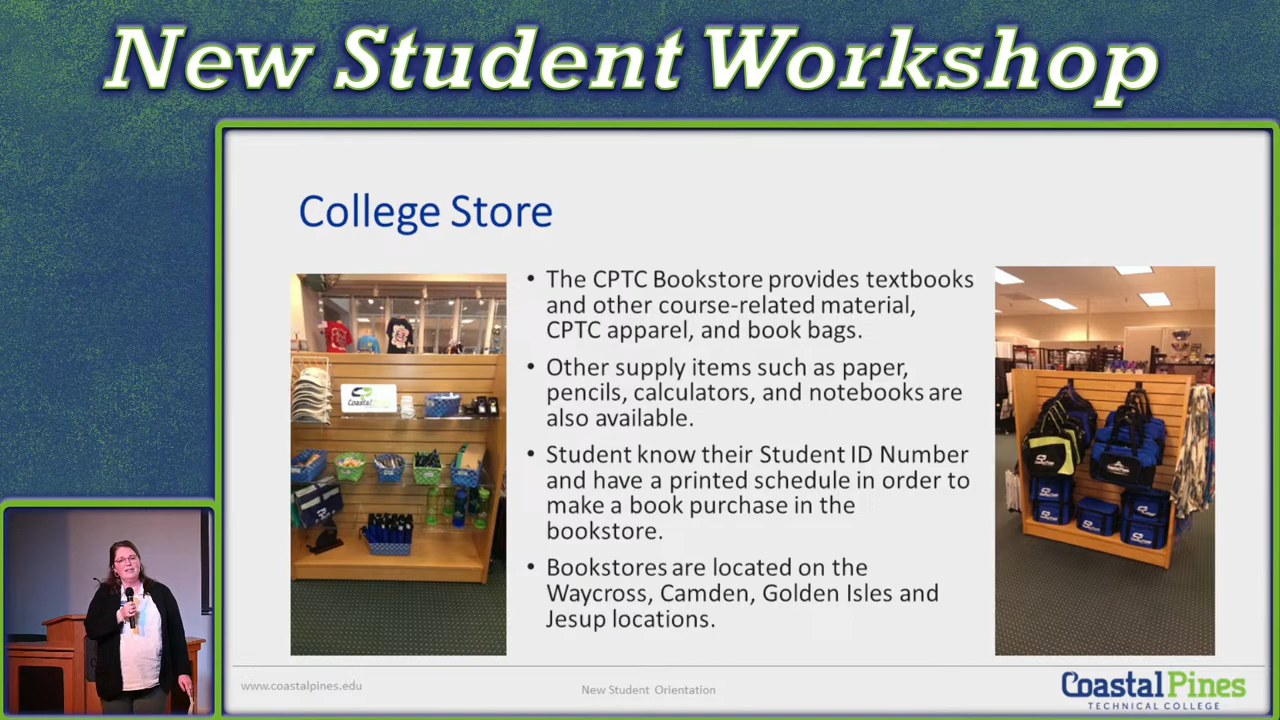 New Student Workshop
College Store
• The CPTC Bookstore provides textbooks
and other course-related material,
CPTC apparel, and book bags.
• Other supply items such as paper,
pencils, calculators, and notebooks are
also available.
• Student know their Student ID Number
and have a printed schedule in order to
make a book purchase in the
bookstore.
• Bookstores are located on the
Waycross, Camden, Golden Isles and
Jesup locations.
www.coastalpines.edu
New Student Orientation
CoastalPines
TECHNICAL COLLEGE